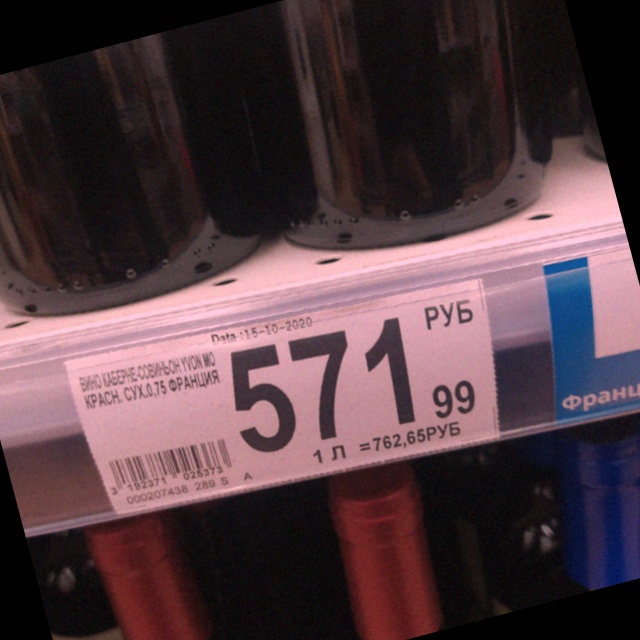 Data :15-10-2020
ВИНО КАБЕРНЕ-СОВИНЬОН YVON MO
КРАСН. СУХ.0,75 ФРАНЦИЯ
571 99
РУБ
1 Л =762,65РУБ
3 192371 022373
000207438 289 S A
Франц